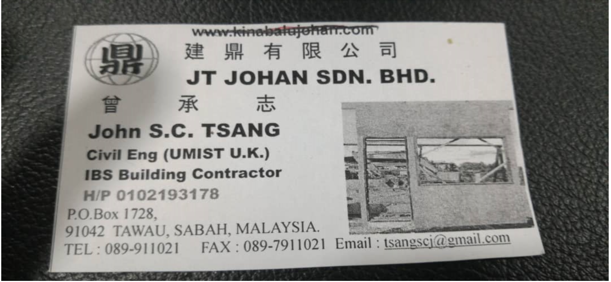 www.kinabalujohan.com
鼎
建鼎有限公司
JT JOHAN SDN. BHD.
曾 承 志
John S.C. TSANG
Civil Eng (UMIST U.K.)
IBS Building Contractor
H/P 0102193178
P.O.Box 1728,
91042 TAWAU, SABAH, MALAYSIA.
TEL : 089-911021 FAX : 089-7911021 Email : tsangscj@gmail.com